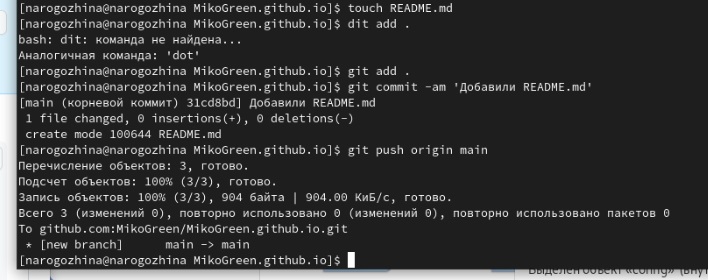 [narogozhina@narogozhina MikoGreen.github.io]$ touch README.md
[narogozhina@narogozhina MikoGreen.github.io]$ dit add .
bash: dit: команда не найдена...
Аналогичная команда: 'dot'
[narogozhina@narogozhina MikoGreen.github.io]$ git add .
[narogozhina@narogozhina MikoGreen.github.io]$ git commit -am 'Добавили README.md'
[main (корневой коммит) 31cd8bd] Добавили README.md
 1 file changed, 0 insertions(+), 0 deletions(-)
 create mode 100644 README.md
[narogozhina@narogozhina MikoGreen.github.io]$ git push origin main
Перечисление объектов: 3, готово.
Подсчет объектов: 100% (3/3), готово.
Запись объектов: 100% (3/3), 904 байта | 904.00 КиБ/с, готово.
Всего 3 (изменений 0), повторно использовано 0 (изменений 0), повторно использовано пакетов 0
To github.com:MikoGreen/MikoGreen.github.io.git
 * [new branch]      main -> main
[narogozhina@narogozhina MikoGreen.github.io]$
Выделен объект «config» (внут